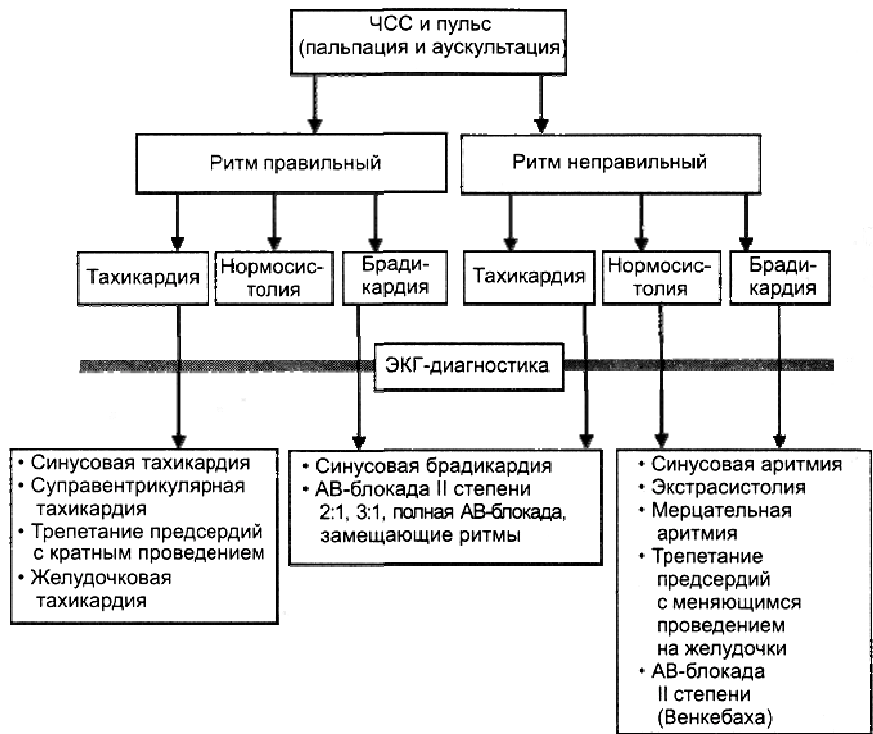 ЧСС и пульс
(пальпация и аускультация)
Ритм правильный
Ритм неправильный
Тахикардия
Нормосис-
толия
Бради-
кардия
Тахикардия
Нормосис-
толия
Бради-
кардия
ЭКГ-диагностика
• Синусовая тахикардия
• Суправентрикулярная
тахикардия
• Трепетание предсердий
с кратным проведением
• Желудочковая
тахикардия
• Синусовая брадикардия
• АВ-блокада II степени
2:1, 3:1, полная АВ-блокада,
замещающие ритмы
• Синусовая аритмия
• Экстрасистолия
• Мерцательная
аритмия
• Трепетание
предсердий
с меняющимся
проведением
на желудочки
• АВ-блокада
II степени
(Венкебаха)